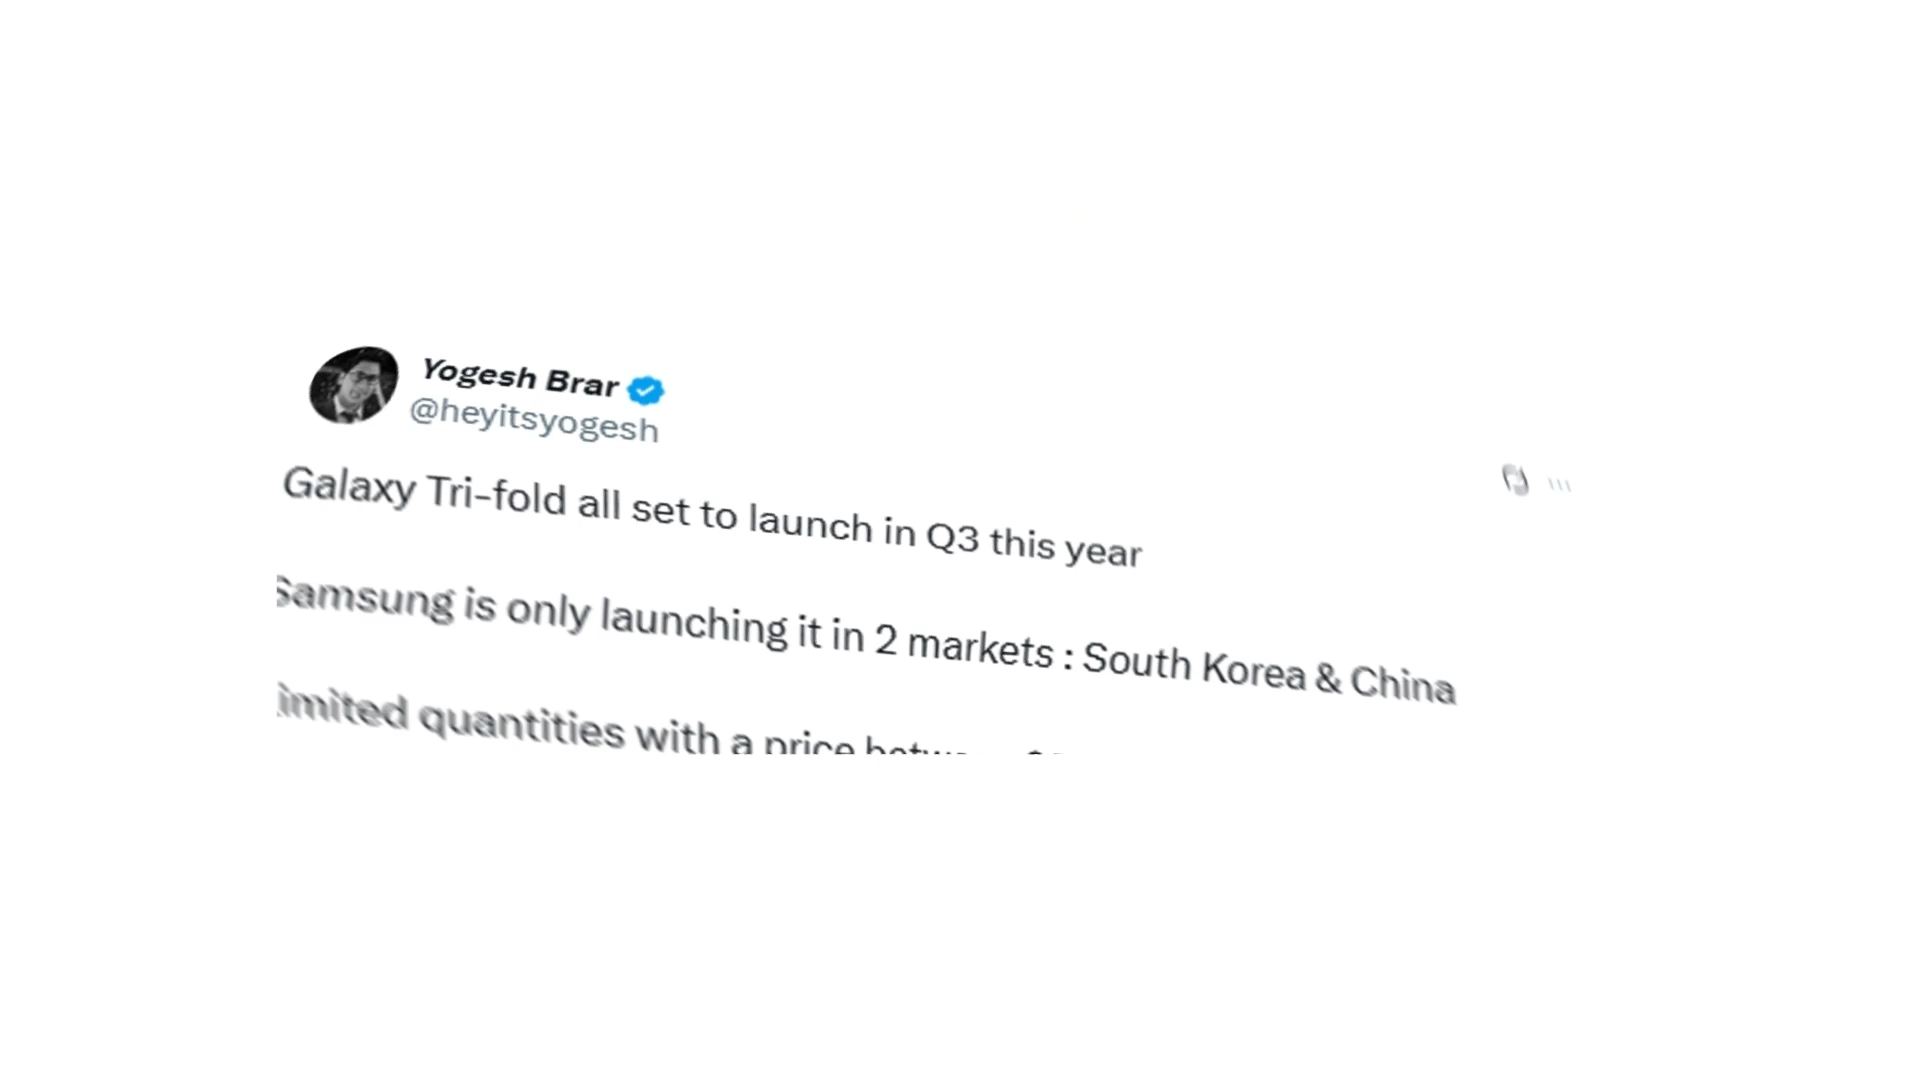 Yogesh Brar
@heyitsyogesh
Galaxy Tri-fold all set to launch in Q3 this year
Samsung is only launching it in 2 markets : South Korea & China
imited quantities with a price